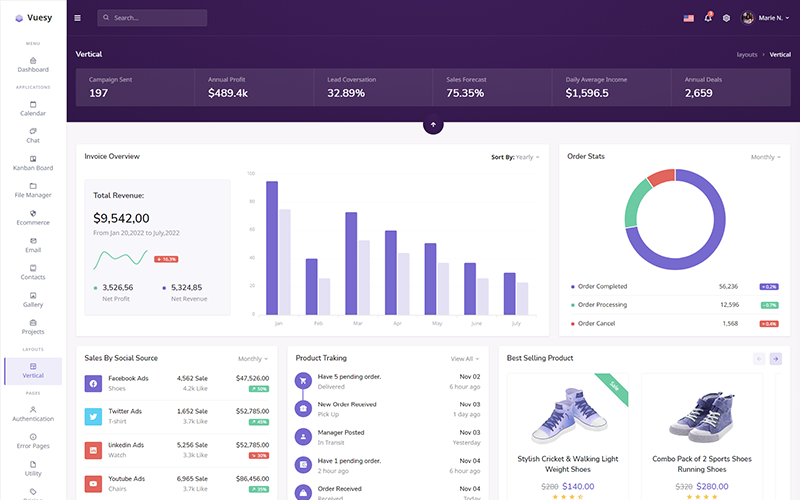 Vuesy
Search...
Marie N.
MENU
Dashboard
APPLICATIONS
Calendar
Chat
Kanban Board
File Manager
Ecommerce
Email
Contacts
Gallery
Projects
LAYOUTS
Vertical
PAGES
Authentication
Error Pages
Utility
Vertical
layouts > Vertical
Campaign Sent
197
Annual Profit
$489.4k
Lead Coversation
32.89%
Sales Forecast
75.35%
Daily Average Income
$1,596.5
Annual Deals
2,659
Invoice Overview
Sort By: Yearly
Total Revenue:
$9,542,00
From Jan 20,2022 to July,2022
16.3%
3,526,56
Net Profit
5,324,85
Net Revenue
100
80
60
40
20
0
Jan
Feb
Mar
Apr
May
June
July
Order Stats
Monthly
Order Completed 56,236 + 0.2%
Order Processing 12,596 - 0.7%
Order Cancel 1,568 + 0.4%
Sales By Social Source
Monthly
Facebook Ads 4,562 Sale $47,526.00
Shoes 4.2k Like 50%
Twitter Ads 1,652 Sale $52,785.00
T-shirt 3.7k Like 45%
Linkedin Ads 5,256 Sale $52,785.00
Watch 3.3k Like 30%
Youtube Ads 6,965 Sale $86,456.00
Chairs 3.7k Like
Product Traking
View All
Have 5 pending order. Nov 02
Delivered 6 hour ago
New Order Received Nov 03
Pick Up 1 day ago
Manager Posted Nov 03
In Transit Yesterday
Have 1 pending order. Nov 04
2 hour ago 6 hour ago
Order Received Nov 04
Received Today
Best Selling Product
Sale
Stylish Cricket & Walking Light
Weight Shoes
$280 $140.00
Combo Pack of 2 Sports Shoes
Running Shoes
$320 $280.00